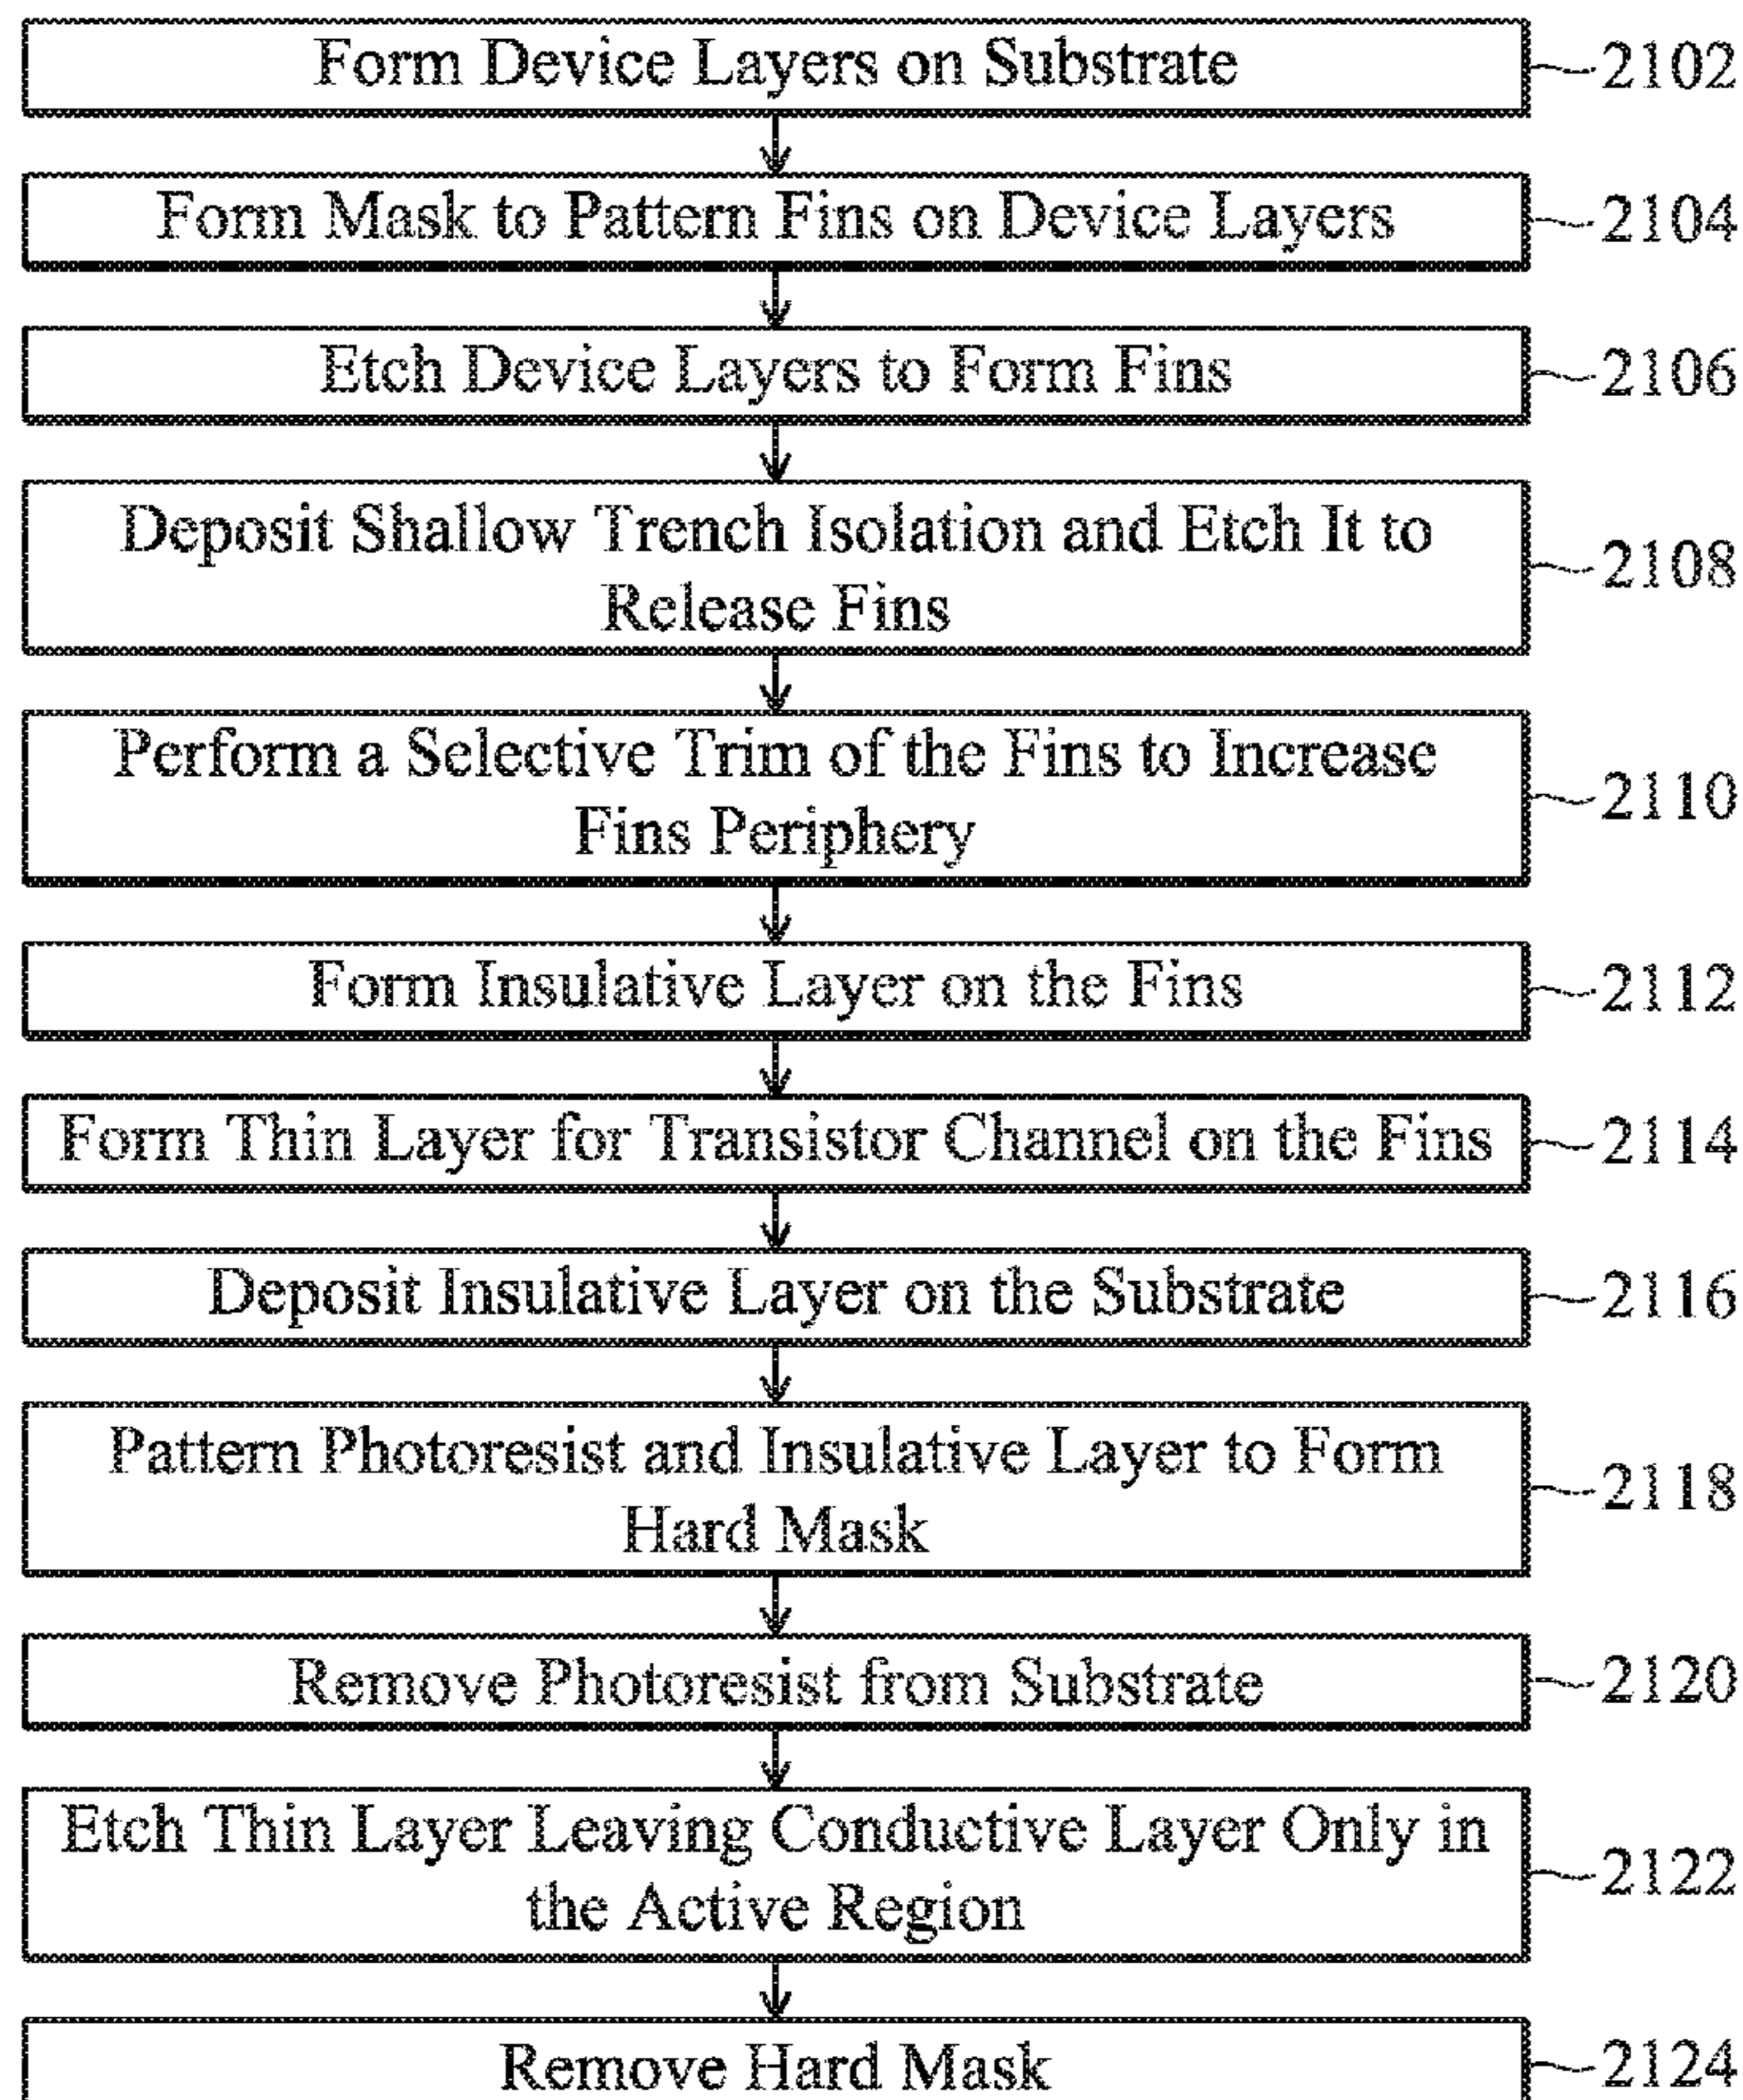 Form Device Layers on Substrate
2102
Form Mask to Pattern Fins on Device Layers
2104
Etch Device Layers to Form Fins
2106
Deposit Shallow Trench Isolation and Etch It to
Release Fins
2108
Perform a Selective Trim of the Fins to Increase
Fins Periphery
2110
Form Insulative Layer on the Fins
2112
Form Thin Layer for Transistor Channel on the Fins
2114
Deposit Insulative Layer on the Substrate
2116
Pattern Photoresist and Insulative Layer to Form
Hard Mask
2118
Remove Photoresist from Substrate
2120
Etch Thin Layer Leaving Conductive Layer Only in
the Active Region
2122
Remove Hard Mask
2124